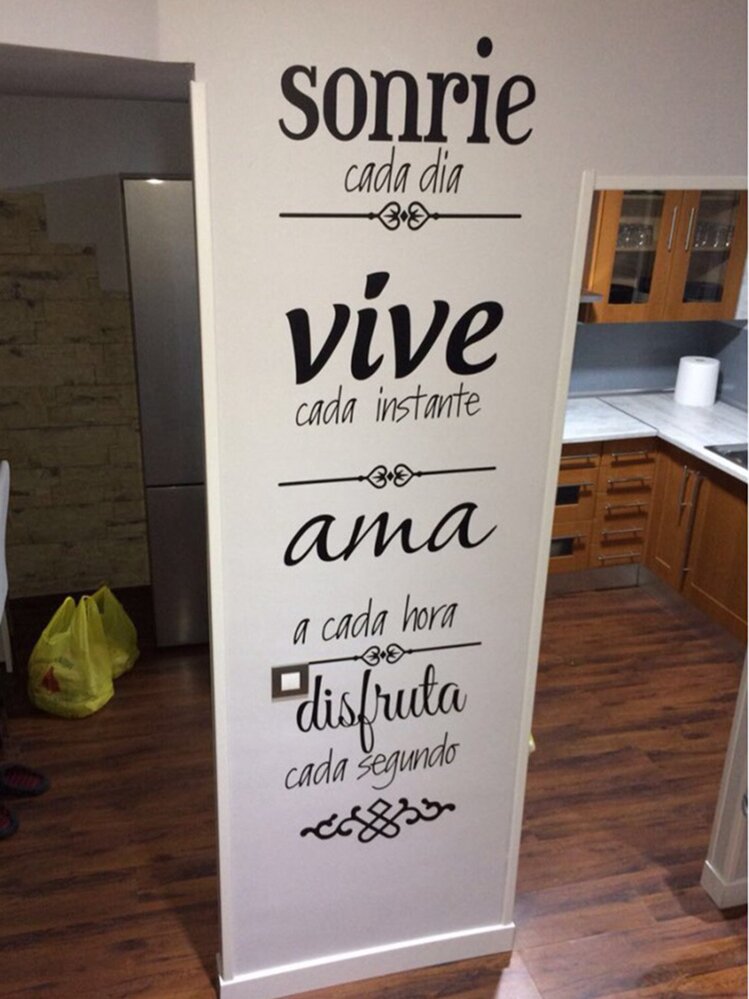 sonrie
cada dia
vive
cada instante
ama
a cada hora
disfruta
cada segundo